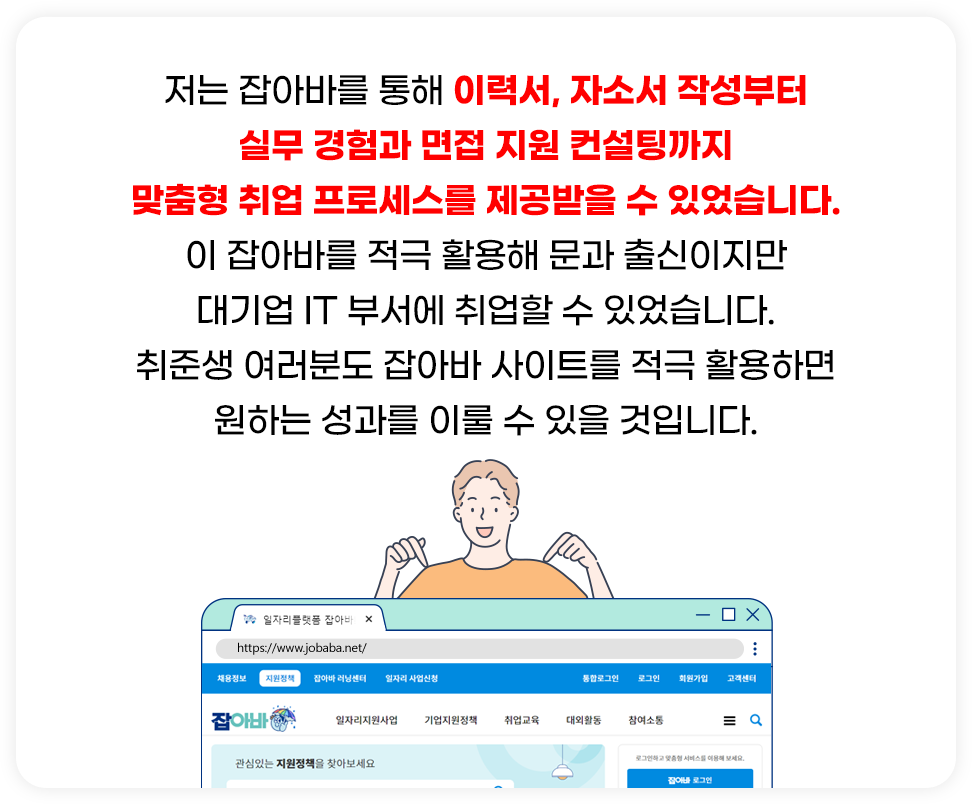 저는 잡아바를 통해 이력서, 자소서 작성부터
실무 경험과 면접 지원 컨설팅까지
맞춤형 취업 프로세스를 제공받을 수 있었습니다.
이 잡아바를 적극 활용해 문과 출신이지만
대기업 IT 부서에 취업할 수 있었습니다.
취준생 여러분도 잡아바 사이트를 적극 활용하면
원하는 성과를 이룰 수 있을 것입니다.
일자리플랫폼 잡아바
https://www.jobaba.net/
채용정보 지원정책 잡아바 러닝센터 일자리 사업신청 통합로그인 로그인 회원가입 고객센터
잡아바 일자리지원사업 기업지원정책 취업교육 대외활동 참여소통
관심있는 지원정책을 찾아보세요
로그인하고 맞춤형 서비스를 이용해 보세요.
잡아바 로그인